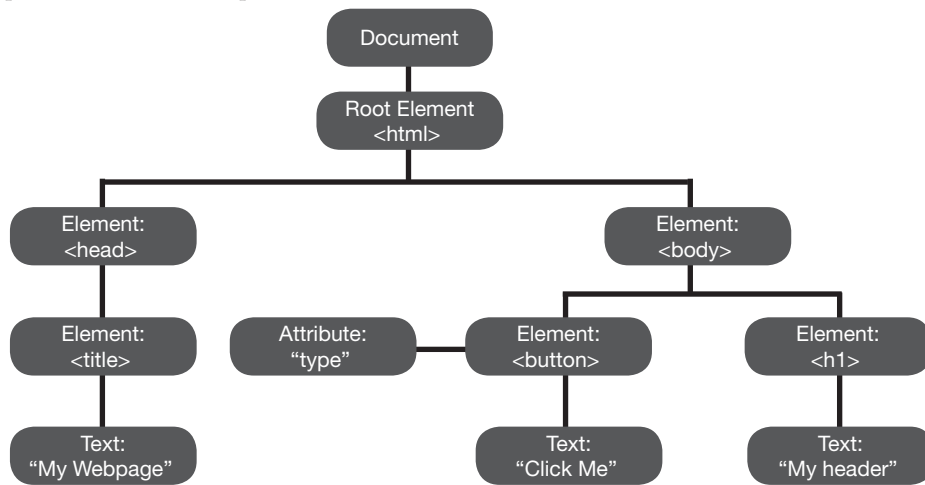 Document
Root Element
<html>
Element:
<head>
Element:
<body>
Element:
<title>
Attribute:
“type”
Element:
<button>
Element:
<h1>
Text:
“My Webpage”
Text:
“Click Me”
Text:
“My header”